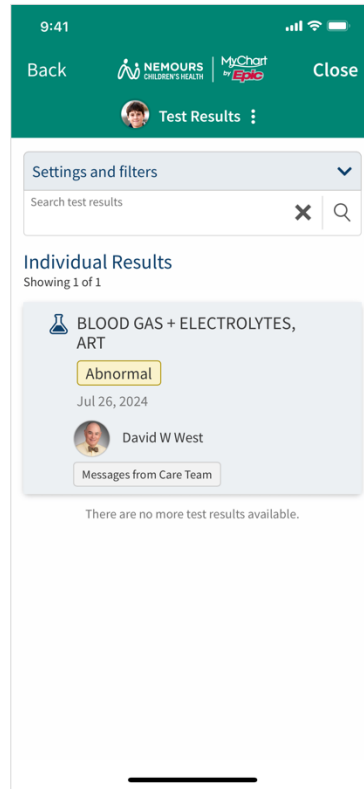 9:41
Back
NEMOURS
CHILDREN'S HEALTH
MyChart
by Epic
Close
Test Results
Settings and filters
Search test results
Individual Results
Showing 1 of 1
BLOOD GAS + ELECTROLYTES,
ART
Abnormal
Jul 26, 2024
David W West
Messages from Care Team
There are no more test results available.